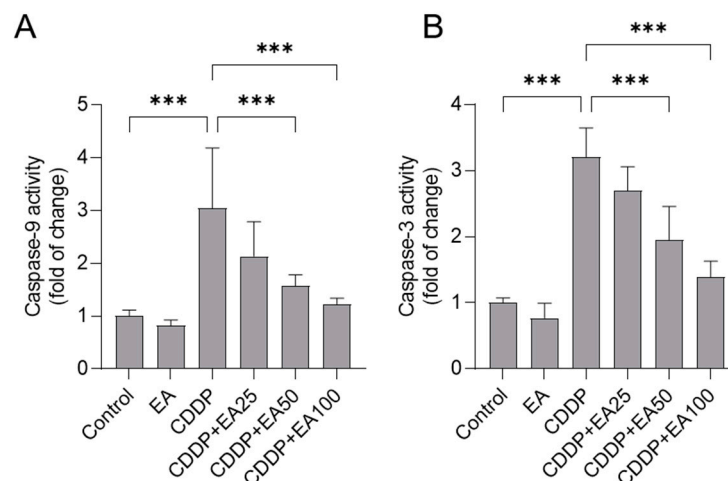 A
***
*** ***
5
4
3
2
1
0
Caspase-9 activity
(fold of change)
Control
EA
CDDP
CDDP+EA25
CDDP+EA50
CDDP+EA100
B
***
*** ***
4
3
2
1
0
Caspase-3 activity
(fold of change)
Control
EA
CDDP
CDDP+EA25
CDDP+EA50
CDDP+EA100